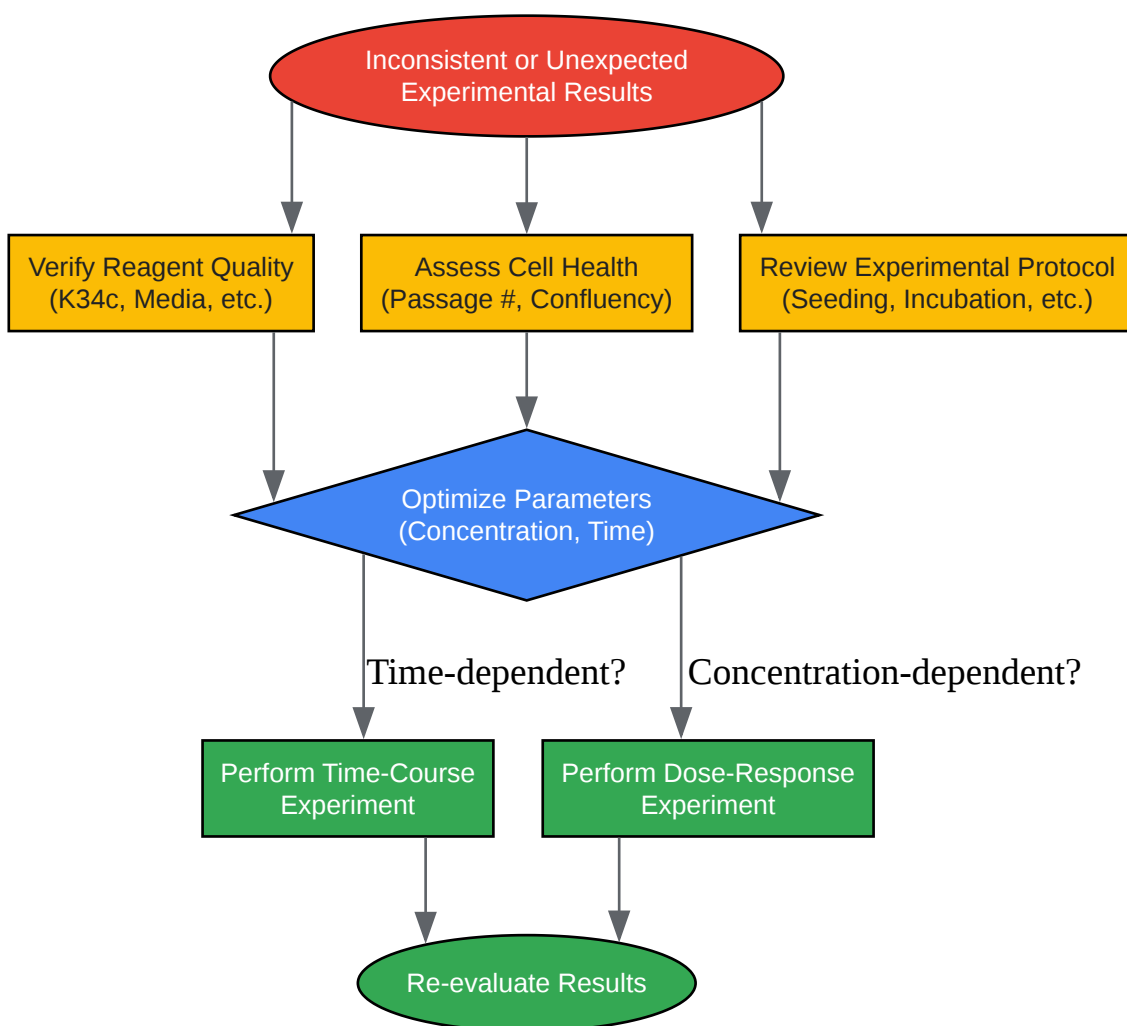 Inconsistent or Unexpected
Experimental Results
Verify Reagent Quality
(K34c, Media, etc.)
Assess Cell Health
(Passage #, Confluency)
Review Experimental Protocol
(Seeding, Incubation, etc.)
Optimize Parameters
(Concentration, Time)
Time-dependent?
Concentration-dependent?
Perform Time-Course
Experiment
Perform Dose-Response
Experiment
Re-evaluate Results